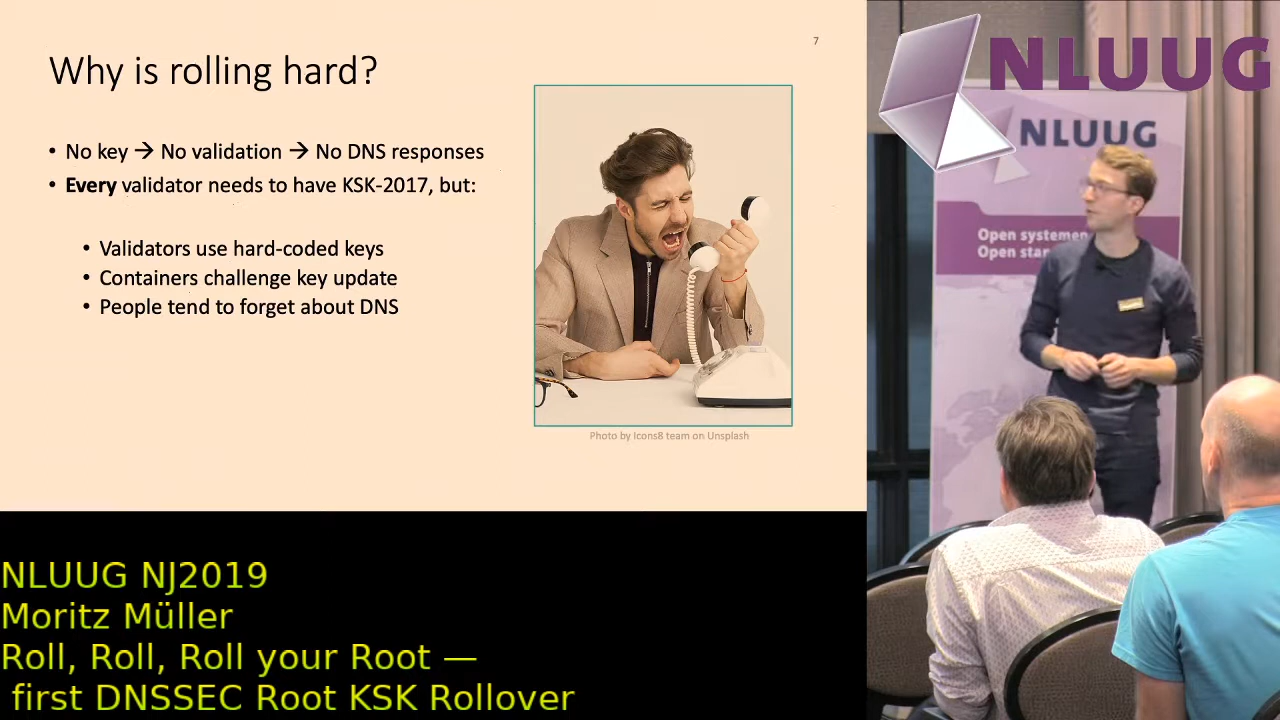 7
Why is rolling hard?
• No key → No validation → No DNS responses
• Every validator needs to have KSK-2017, but:
• Validators use hard-coded keys
• Containers challenge key update
• People tend to forget about DNS
Photo by Icons8 team on Unsplash
NLUUG
NLUUG
Open systemen
Open stan
NLUUG NJ2019
Moritz Müller
Roll, Roll, Roll your Root —
first DNSSEC Root KSK Rollover